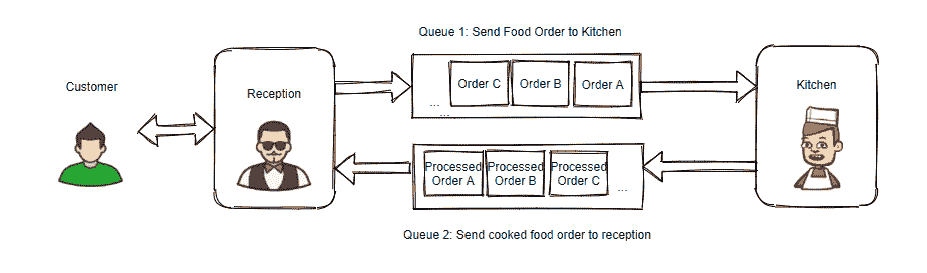 Queue 1: Send Food Order to Kitchen
Customer
Reception
Order C
Order B
Order A
...
...
Kitchen
Processed
Order A
Processed
Order B
Processed
Order C
...
Queue 2: Send cooked food order to reception